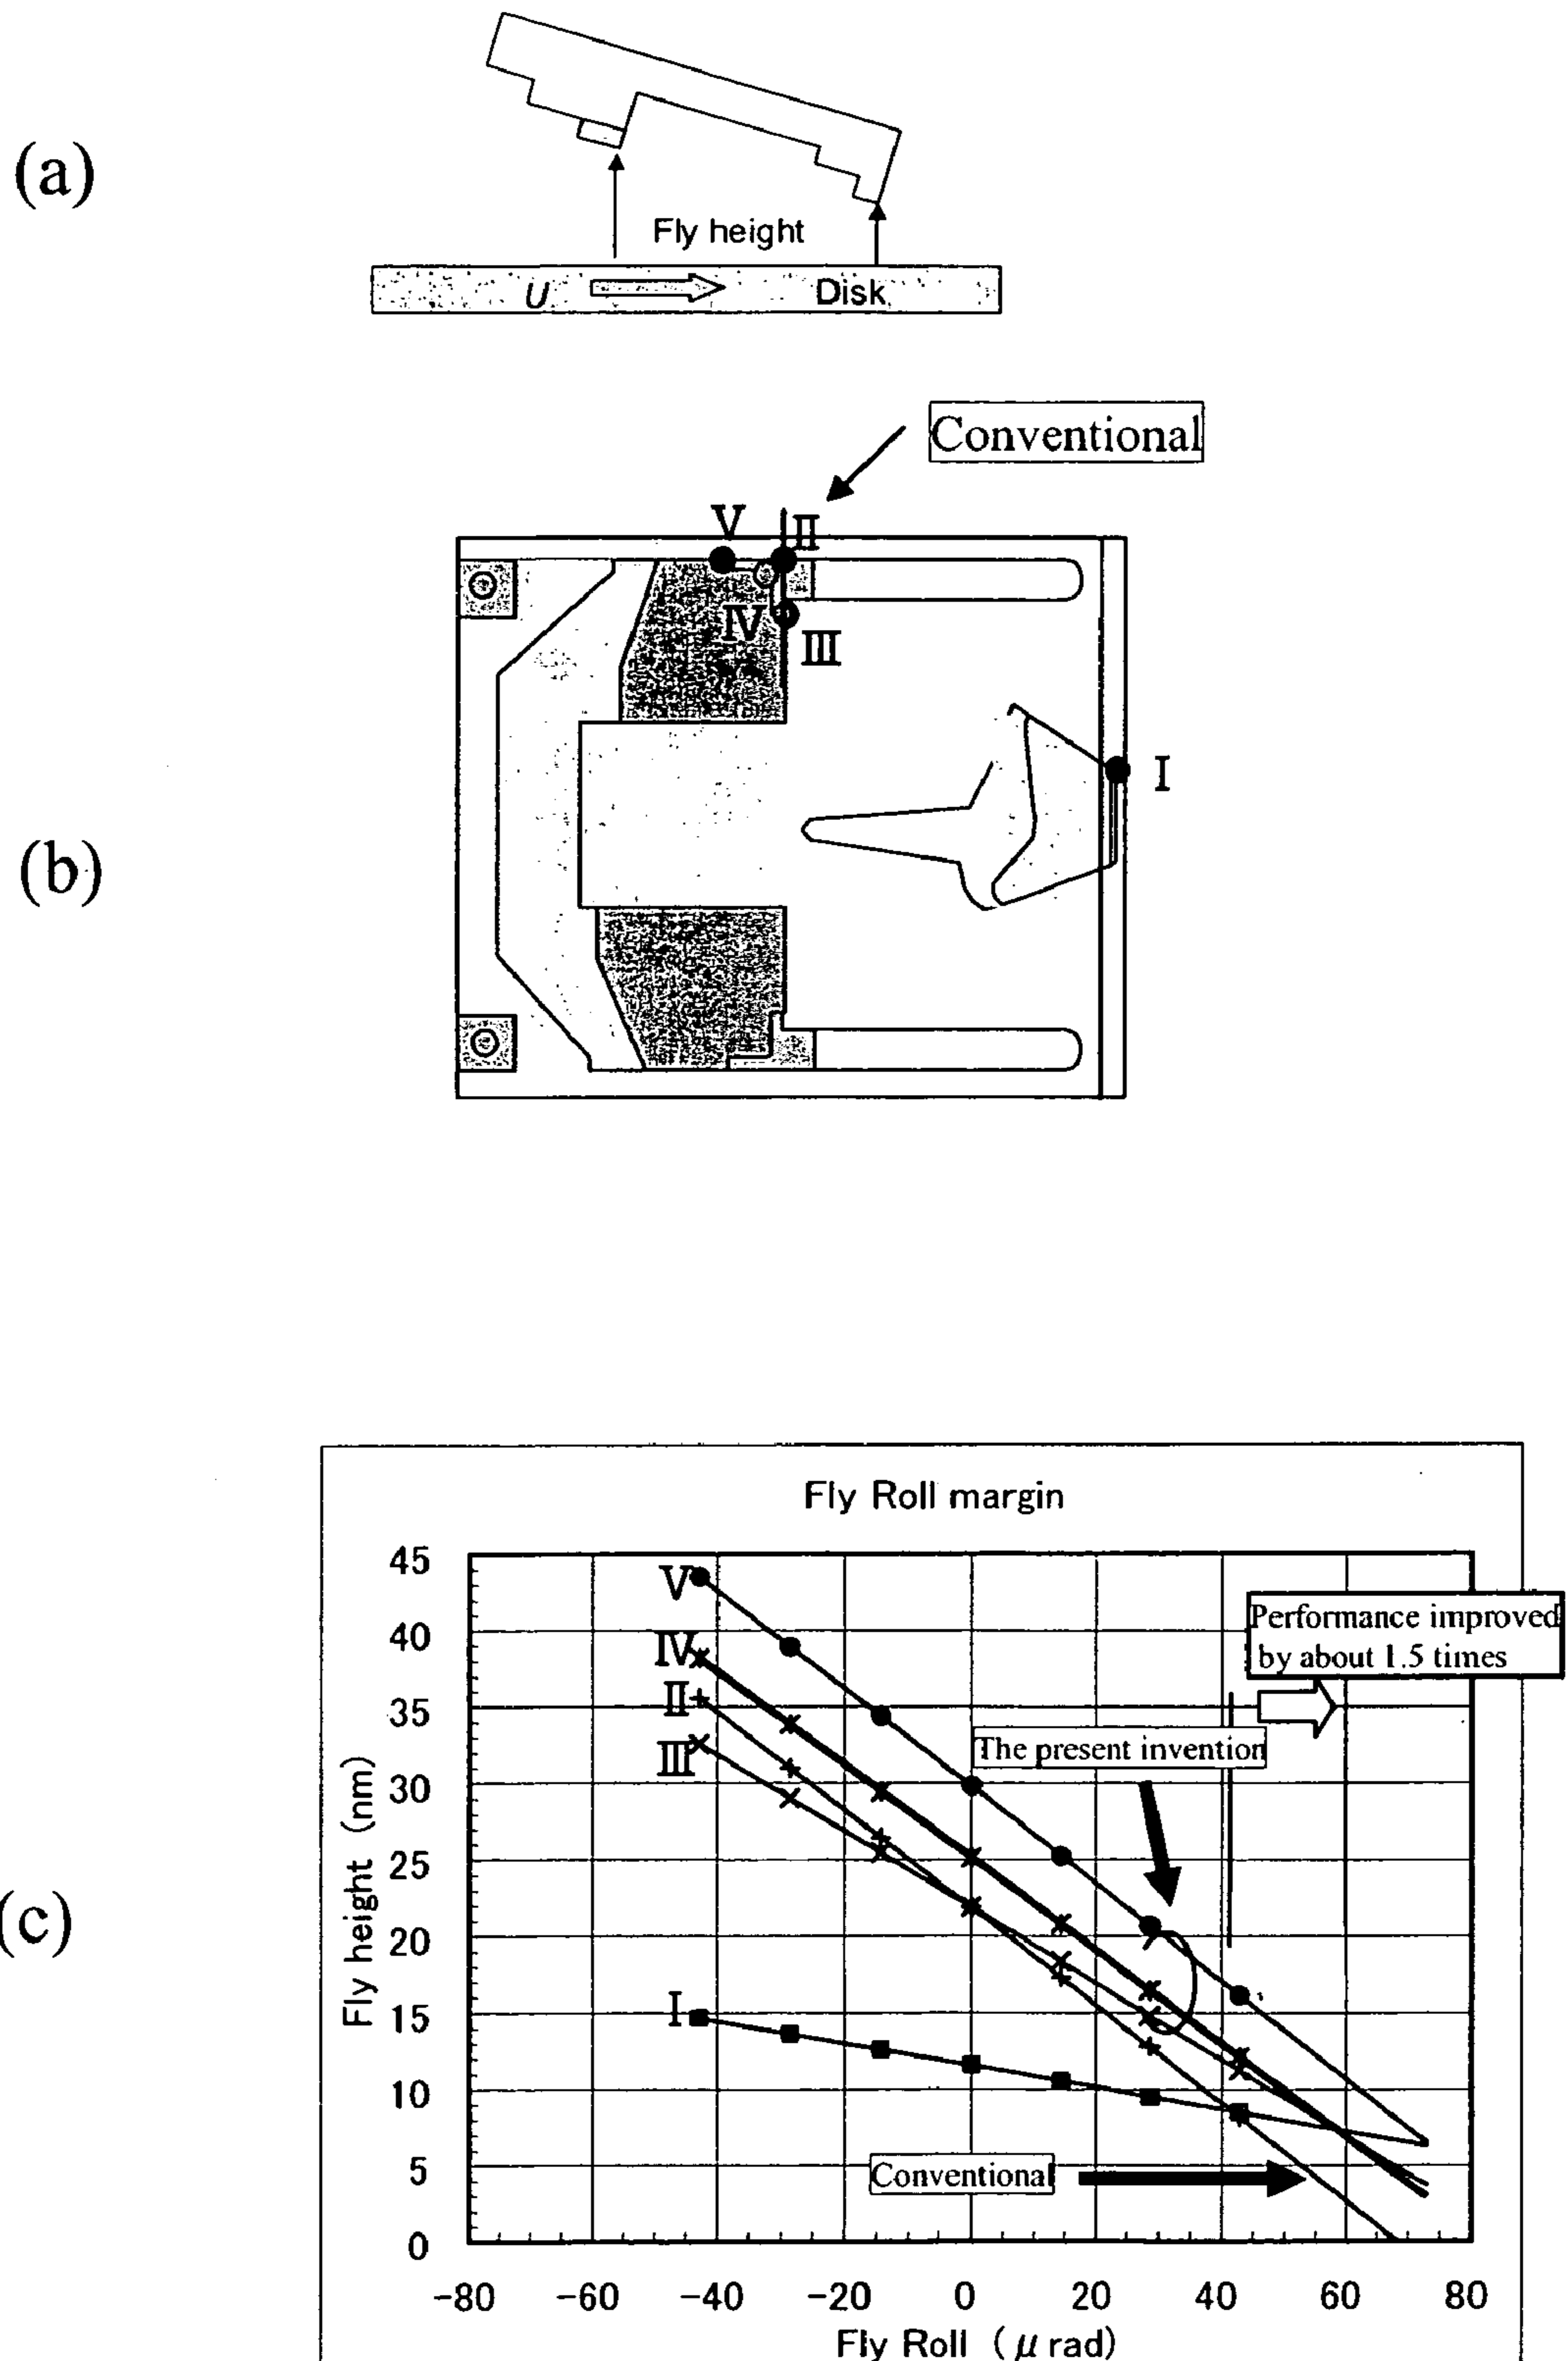 (a)
Fly height
U
Disk
Conventional
V
II
IV
III
I
(b)
(c)
Fly Roll margin
45
40
35
30
25
20
15
10
5
0
Fly height (nm)
V
IV
II
III
I
Performance improved
by about 1.5 times
The present invention
Conventional
-80 -60 -40 -20 0 20 40 60 80
Fly Roll (μ rad)